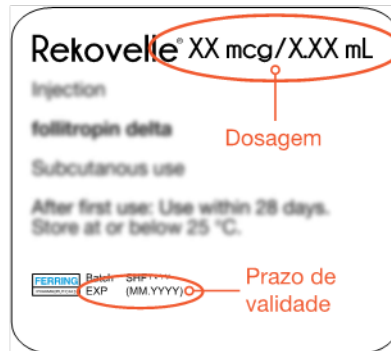 Rekovelle® XX mcg/X.XX mL
Injection
Dosagem
follitropin delta
Subcutanous use
After first use: Use within 28 days.
Store at or below 25 °C.
FERRING
Batch
EXP (MM.YYYY)
Prazo de
validade